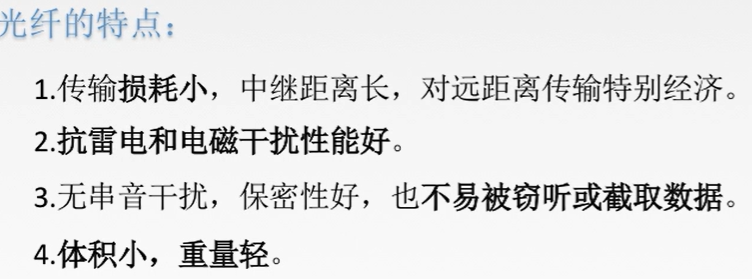 光纤的特点：
1.传输损耗小，中继距离长，对远距离传输特别经济。
2.抗雷电和电磁干扰性能好。
3.无串音干扰，保密性好，也不易被窃听或截取数据。
4.体积小，重量轻。